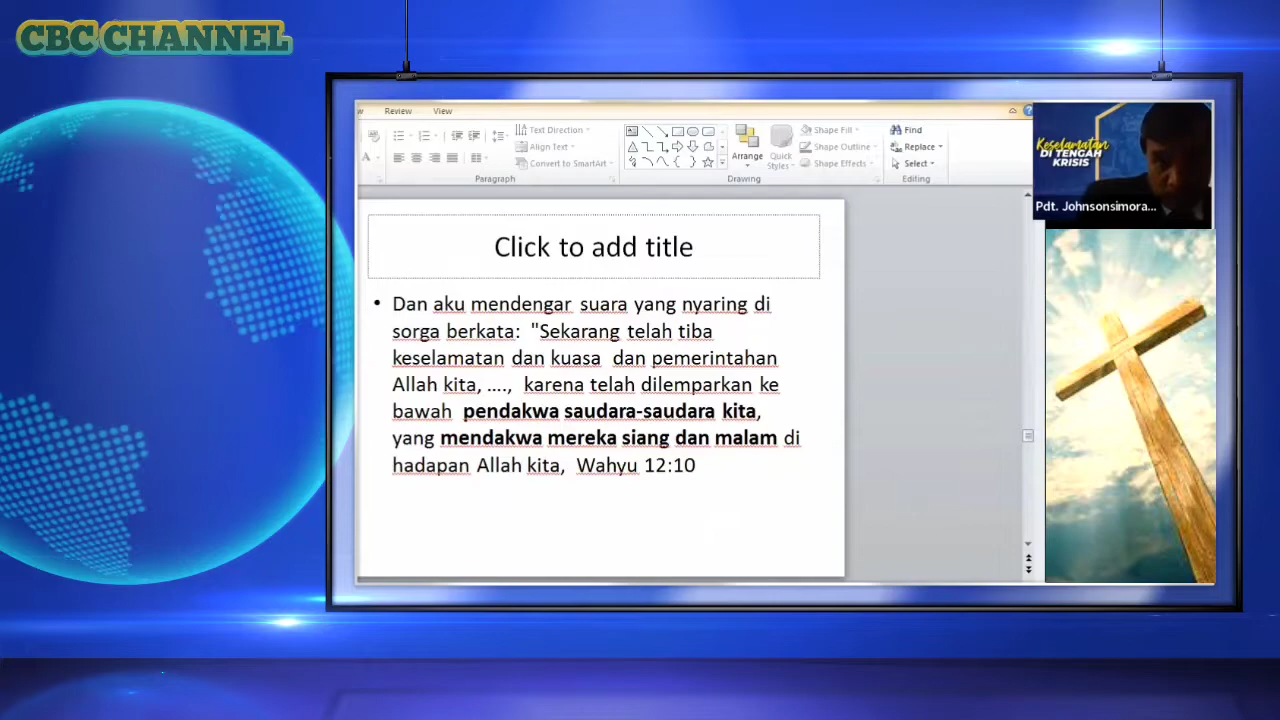 CBC CHANNEL
Review View
Text Direction
Align Text
Convert to SmartArt
Paragraph
Arrange
Quick
Styles
Shape Fill
Shape Outline
Shape Effects
Drawing
Find
Replace
Select
Editing
Keselamatan
DI TENGAH
KRISIS
Pdt. Johnsonsimora...
Click to add title
• Dan aku mendengar suara yang nyaring di
sorga berkata: "Sekarang telah tiba
keselamatan dan kuasa dan pemerintahan
Allah kita, ...., karena telah dilemparkan ke
bawah pendakwa saudara-saudara kita,
yang mendakwa mereka siang dan malam di
hadapan Allah kita, Wahyu 12:10